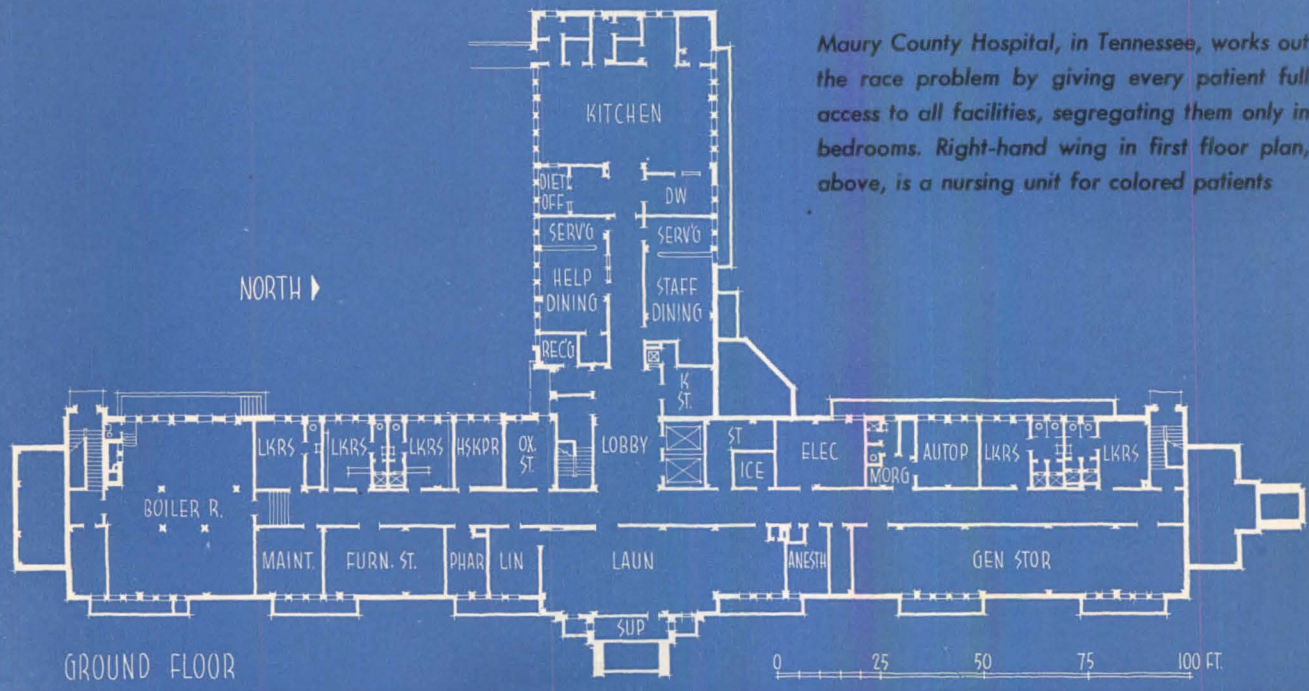 Maury County Hospital, in Tennessee, works out
the race problem by giving every patient full
access to all facilities, segregating them only in
bedrooms. Right-hand wing in first floor plan,
above, is a nursing unit for colored patients
KITCHEN
DIET.
OFF
DW
SERV'G
SERV'G
NORTH
HELP
DINING
STAFF
DINING
REC'G
K
ST.
LKRS
LKRS
LKRS
HSKPR
OX.
ST.
LOBBY
ST
ICE
ELEC
MORG
AUTOP
LKRS
LKRS
BOILER R.
MAINT.
FURN. ST.
PHAR
LIN
LAUN
ANESTH
GEN STOR
SUP
GROUND FLOOR
0 25 50 75 100 FT.